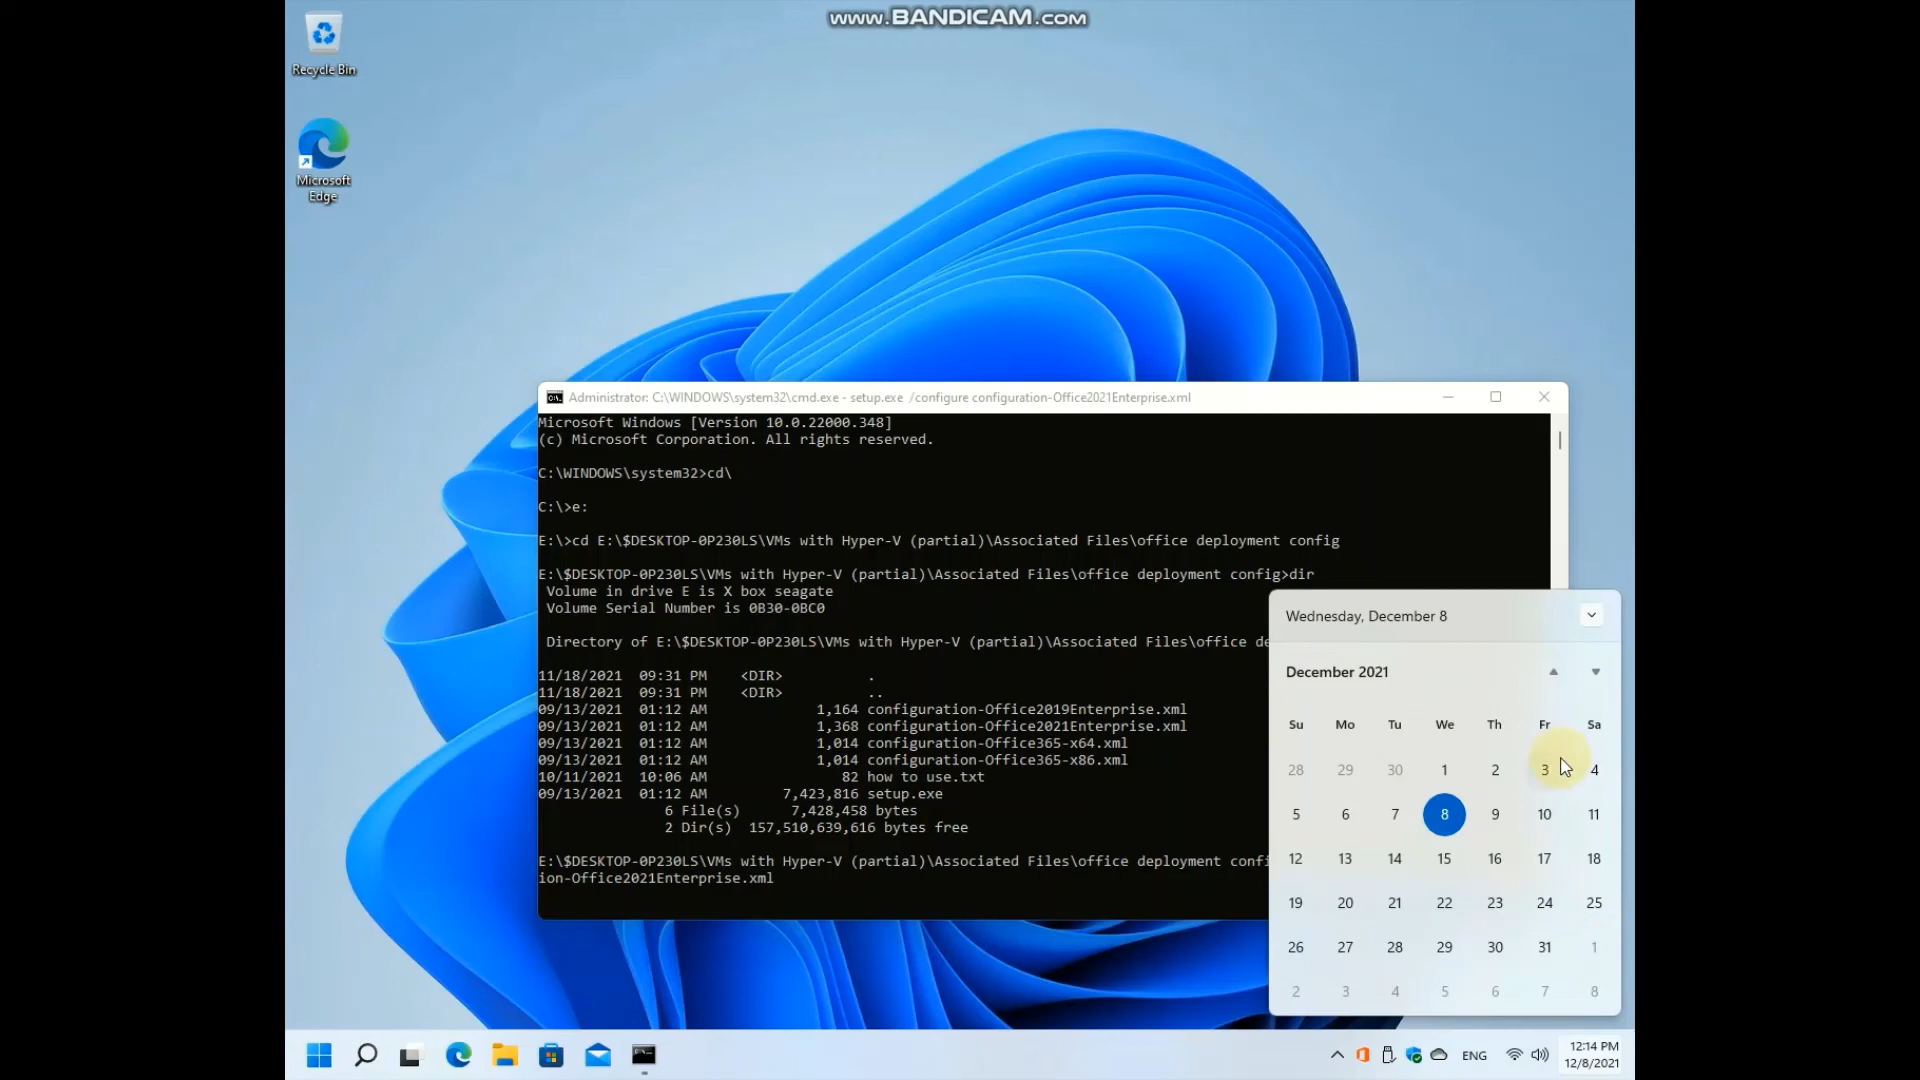 www.BANDICAM.com
Recycle Bin
Microsoft
Edge
Administrator: C:\WINDOWS\system32\cmd.exe - setup.exe /configure configuration-Office2021Enterprise.xml
Microsoft Windows [Version 10.0.22000.348]
(c) Microsoft Corporation. All rights reserved.
C:\WINDOWS\system32>cd\
C:\>e:
E:\>cd E:\$DESKTOP-0P230LS\VMs with Hyper-V (partial)\Associated Files\office deployment config
E:\$DESKTOP-0P230LS\VMs with Hyper-V (partial)\Associated Files\office deployment config>dir
Volume in drive E is X box seagate
Volume Serial Number is 0B30-0BC0
Directory of E:\$DESKTOP-0P230LS\VMs with Hyper-V (partial)\Associated Files\office de
11/18/2021 09:31 PM <DIR> .
11/18/2021 09:31 PM <DIR> ..
09/13/2021 01:12 AM 1,164 configuration-Office2019Enterprise.xml
09/13/2021 01:12 AM 1,368 configuration-Office2021Enterprise.xml
09/13/2021 01:12 AM 1,014 configuration-Office365-x64.xml
09/13/2021 01:12 AM 1,014 configuration-Office365-x86.xml
10/11/2021 10:06 AM 82 how to use.txt
09/13/2021 01:12 AM 7,423,816 setup.exe
6 File(s) 7,428,458 bytes
2 Dir(s) 157,510,639,616 bytes free
E:\$DESKTOP-0P230LS\VMs with Hyper-V (partial)\Associated Files\office deployment confi
ion-Office2021Enterprise.xml
Wednesday, December 8
December 2021
Su Mo Tu We Th Fr Sa
28 29 30 1 2 3 4
5 6 7 8 9 10 11
12 13 14 15 16 17 18
19 20 21 22 23 24 25
26 27 28 29 30 31 1
2 3 4 5 6 7 8
ENG
12:14 PM
12/8/2021